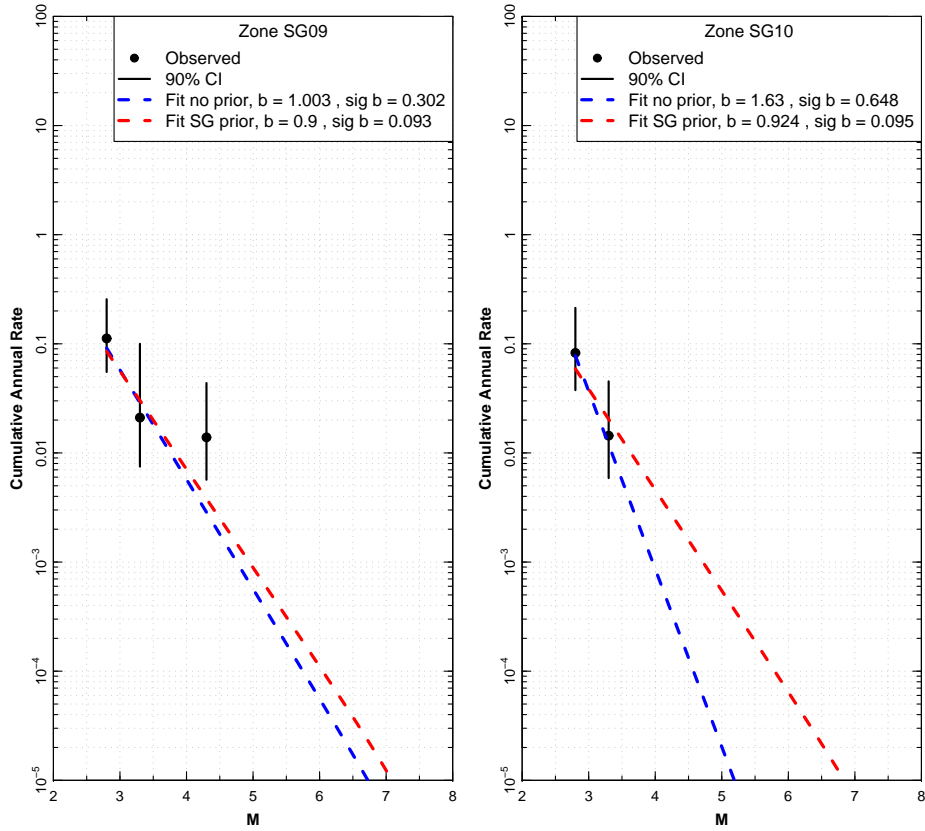 Zone SG09
Observed
90% CI
Fit no prior, b = 1.003 , sig b = 0.302
Fit SG prior, b = 0.9 , sig b = 0.093
100
10
1
0.1
0.01
10⁻³
10⁻⁴
10⁻⁵
Cumulative Annual Rate
2 3 4 5 6 7 8
M
Zone SG10
Observed
90% CI
Fit no prior, b = 1.63 , sig b = 0.648
Fit SG prior, b = 0.924 , sig b = 0.095
100
10
1
0.1
0.01
10⁻³
10⁻⁴
10⁻⁵
Cumulative Annual Rate
2 3 4 5 6 7 8
M